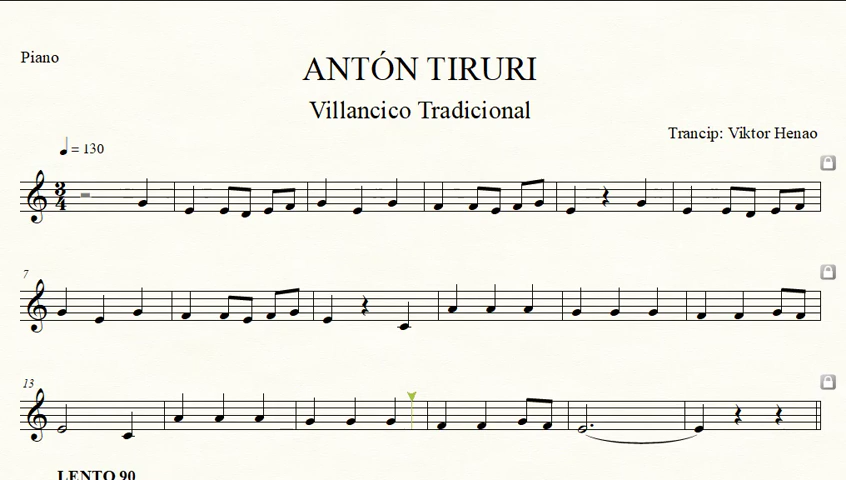 Piano
ANTÓN TIRURI
Villancico Tradicional
Trancip: Viktor Henao
= 130
3
4
7
13
LENTO 90